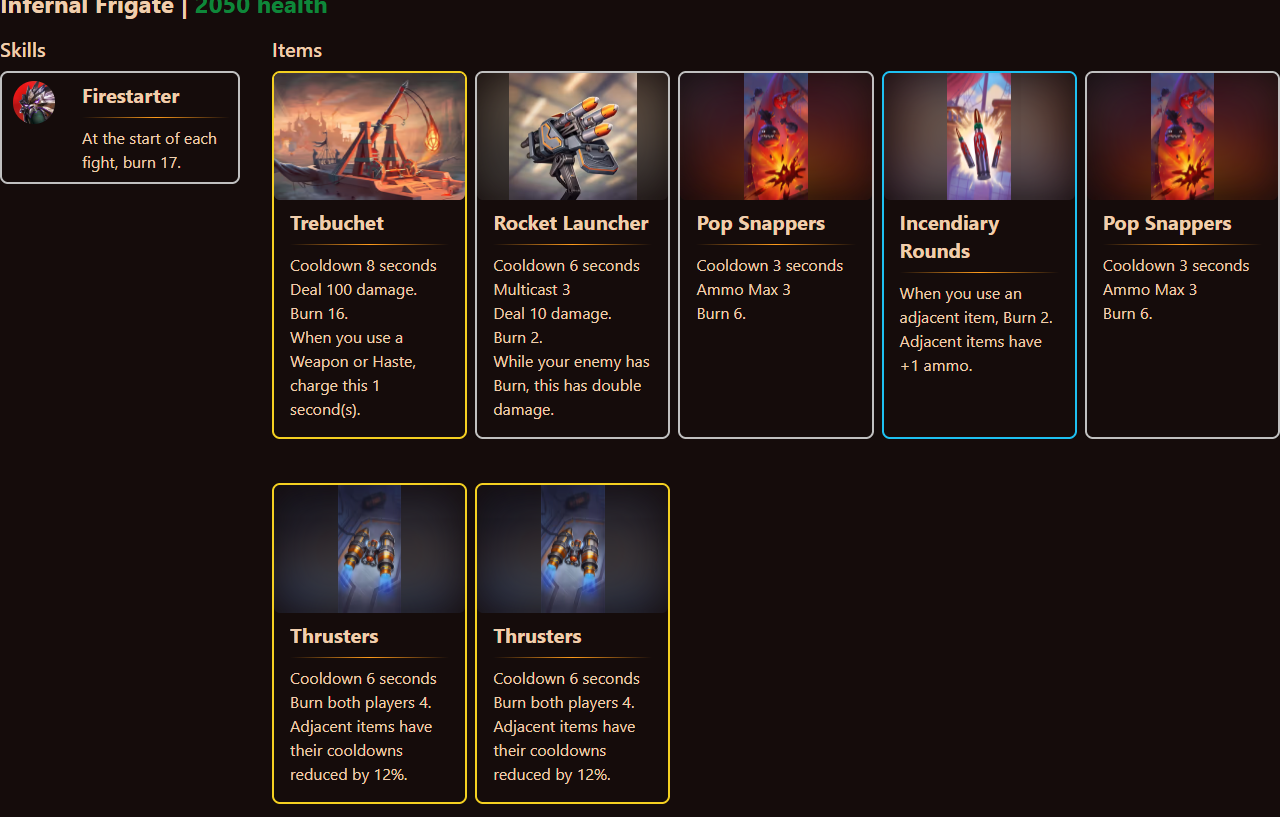 Infernal Frigate | 2050 health
Skills
Items
Firestarter
At the start of each
fight, burn 17.
Trebuchet
Cooldown 8 seconds
Deal 100 damage.
Burn 16.
When you use a
Weapon or Haste,
charge this 1
second(s).
Rocket Launcher
Cooldown 6 seconds
Multicast 3
Deal 10 damage.
Burn 2.
While your enemy has
Burn, this has double
damage.
Pop Snappers
Cooldown 3 seconds
Ammo Max 3
Burn 6.
Incendiary
Rounds
When you use an
adjacent item, Burn 2.
Adjacent items have
+1 ammo.
Pop Snappers
Cooldown 3 seconds
Ammo Max 3
Burn 6.
Thrusters
Cooldown 6 seconds
Burn both players 4.
Adjacent items have
their cooldowns
reduced by 12%.
Thrusters
Cooldown 6 seconds
Burn both players 4.
Adjacent items have
their cooldowns
reduced by 12%.